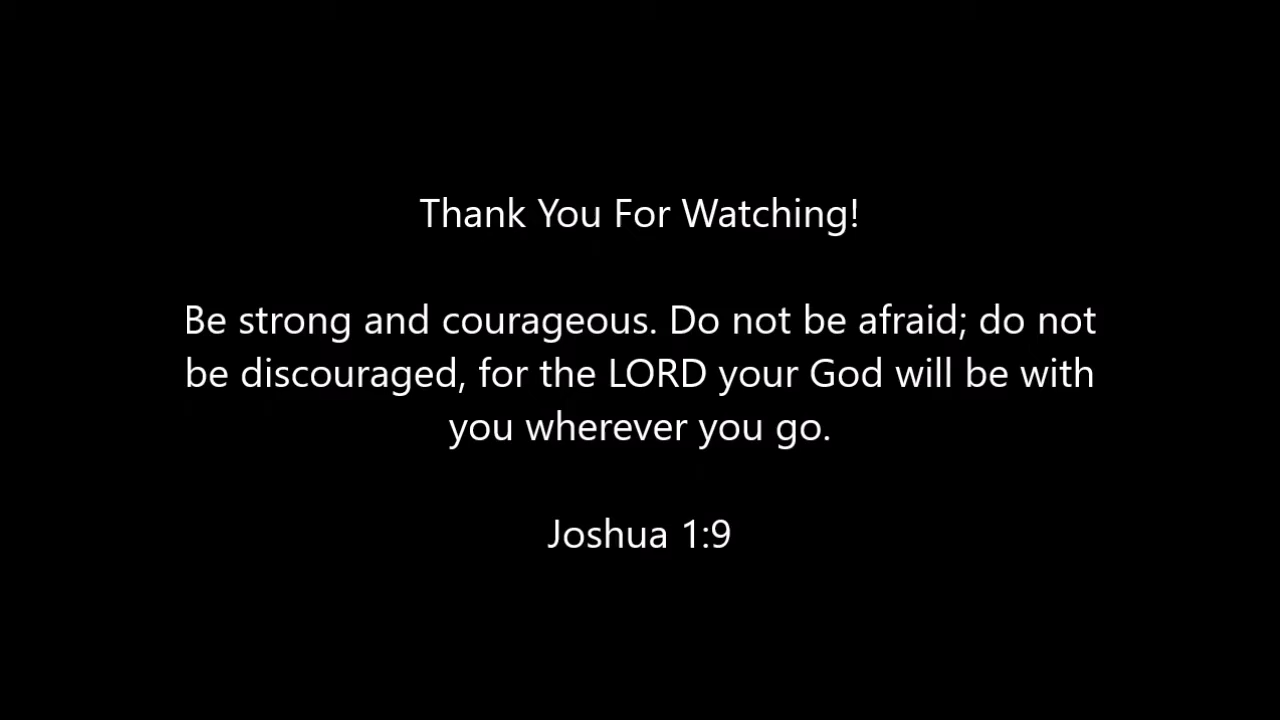 Thank You For Watching!
Be strong and courageous. Do not be afraid; do not
be discouraged, for the LORD your God will be with
you wherever you go.
Joshua 1:9